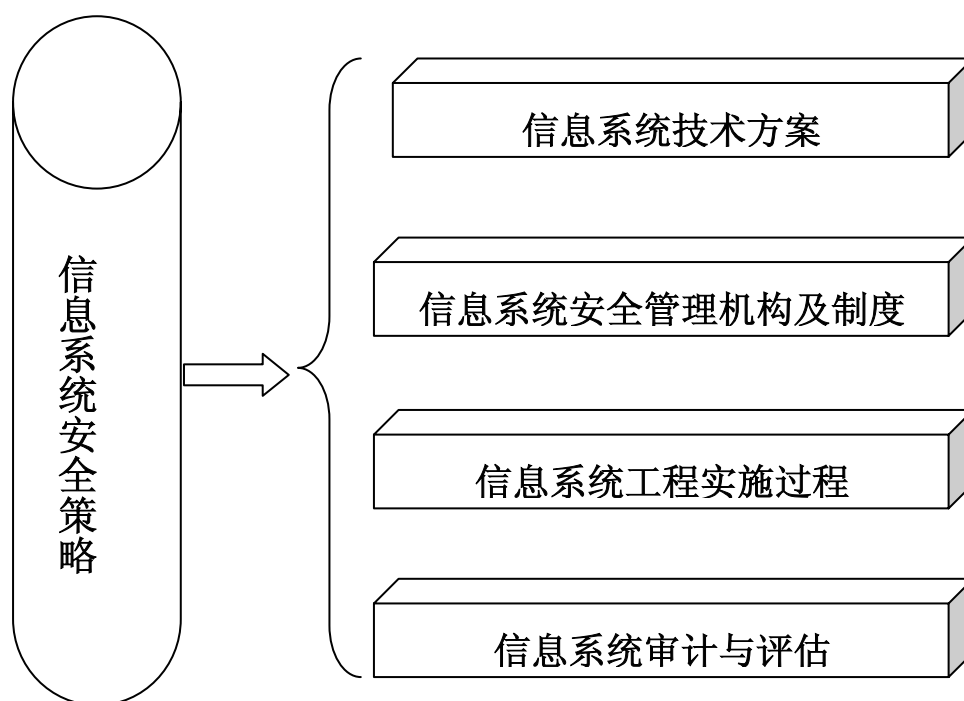 信息系统安全策略
信息系统技术方案
信息系统安全管理机构及制度
信息系统工程实施过程
信息系统审计与评估